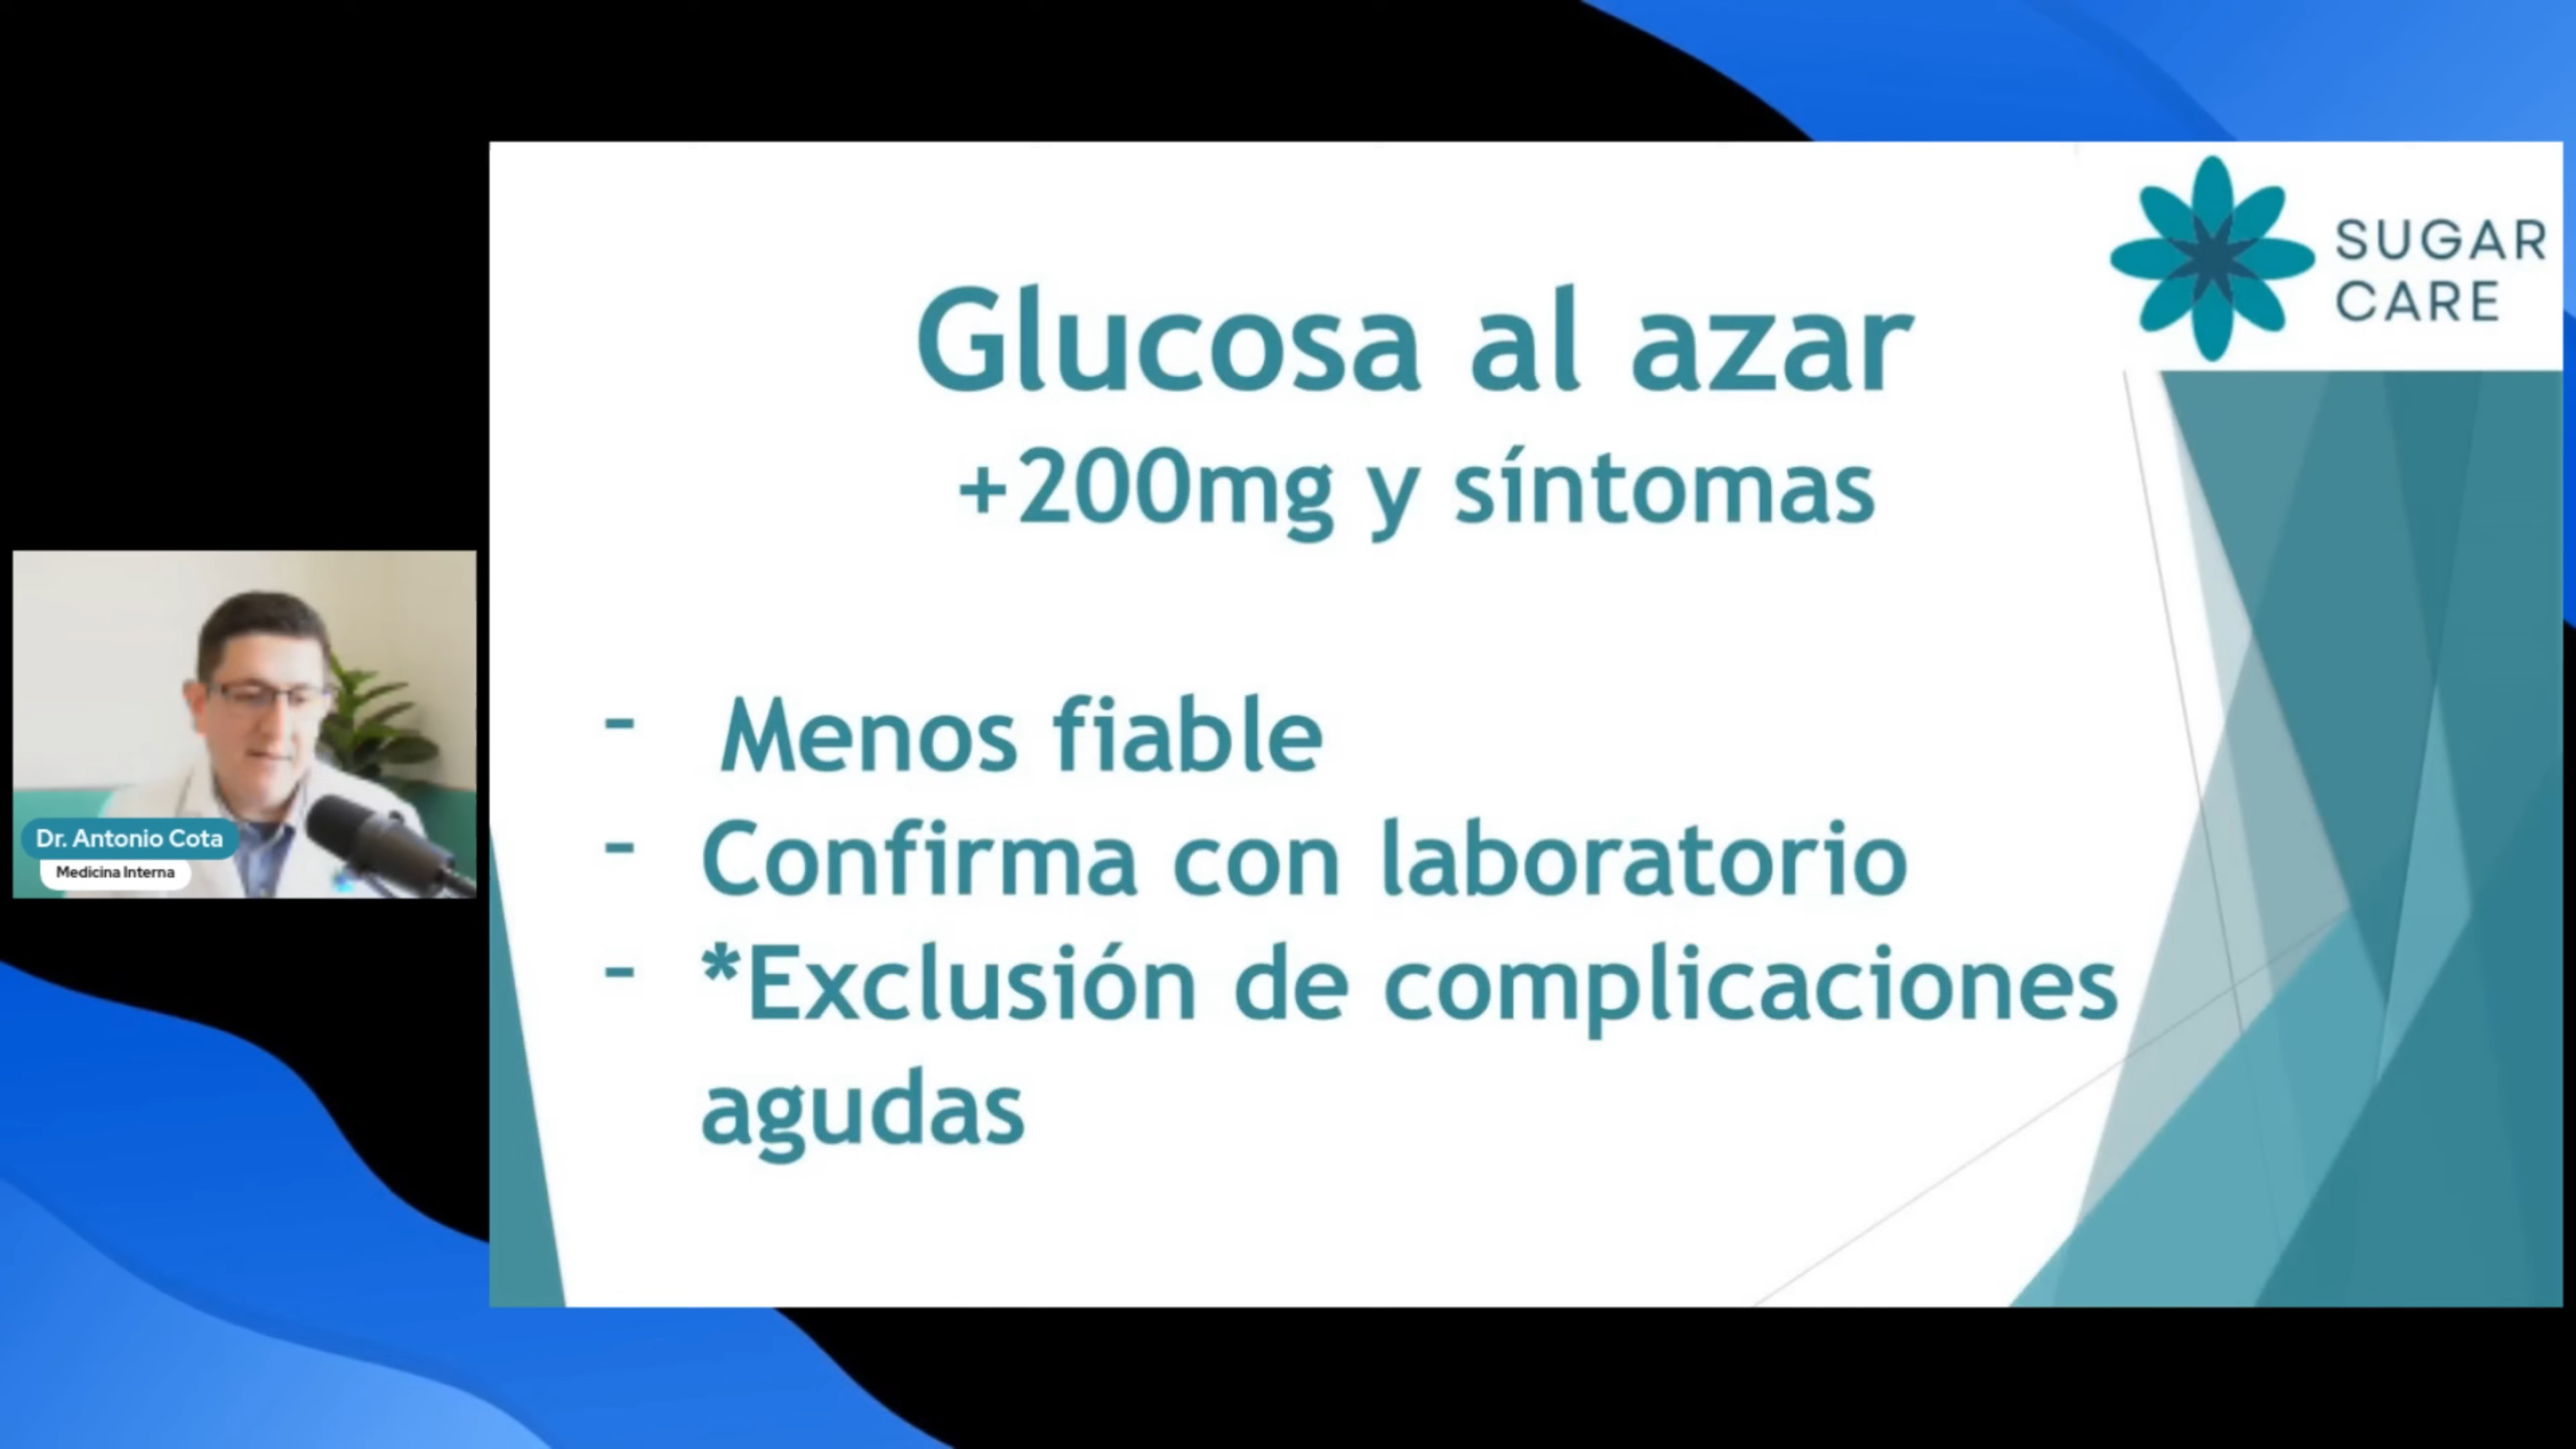 SUGAR
CARE
Glucosa al azar
+200mg y síntomas
- Menos fiable
- Confirma con laboratorio
- *Exclusión de complicaciones
agudas
Dr. Antonio Cota
Medicina Interna